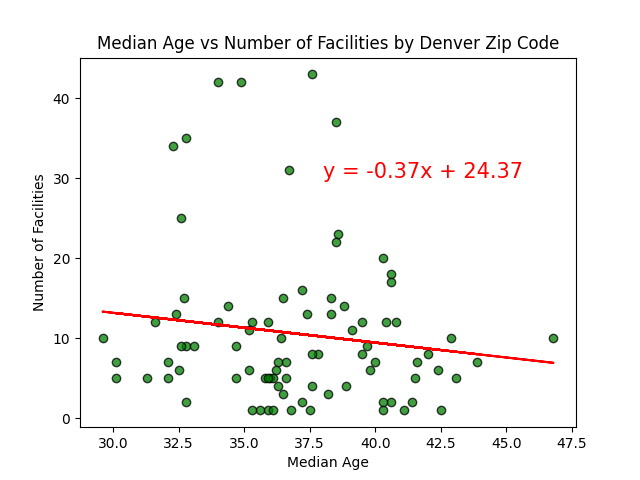 Median Age vs Number of Facilities by Denver Zip Code
Number of Facilities
40
30
20
10
0
y = -0.37x + 24.37
30.0 32.5 35.0 37.5 40.0 42.5 45.0 47.5
Median Age